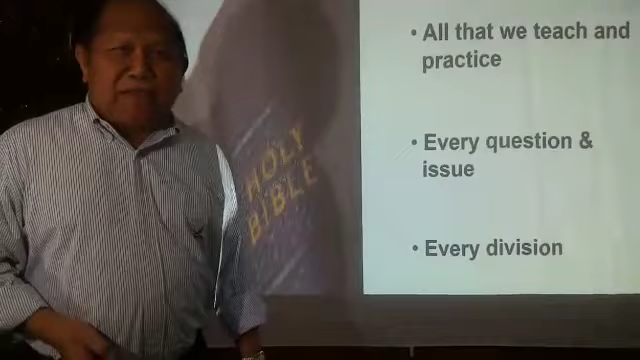 HOLY
BIBLE
• All that we teach and
practice
• Every question &
issue
• Every division